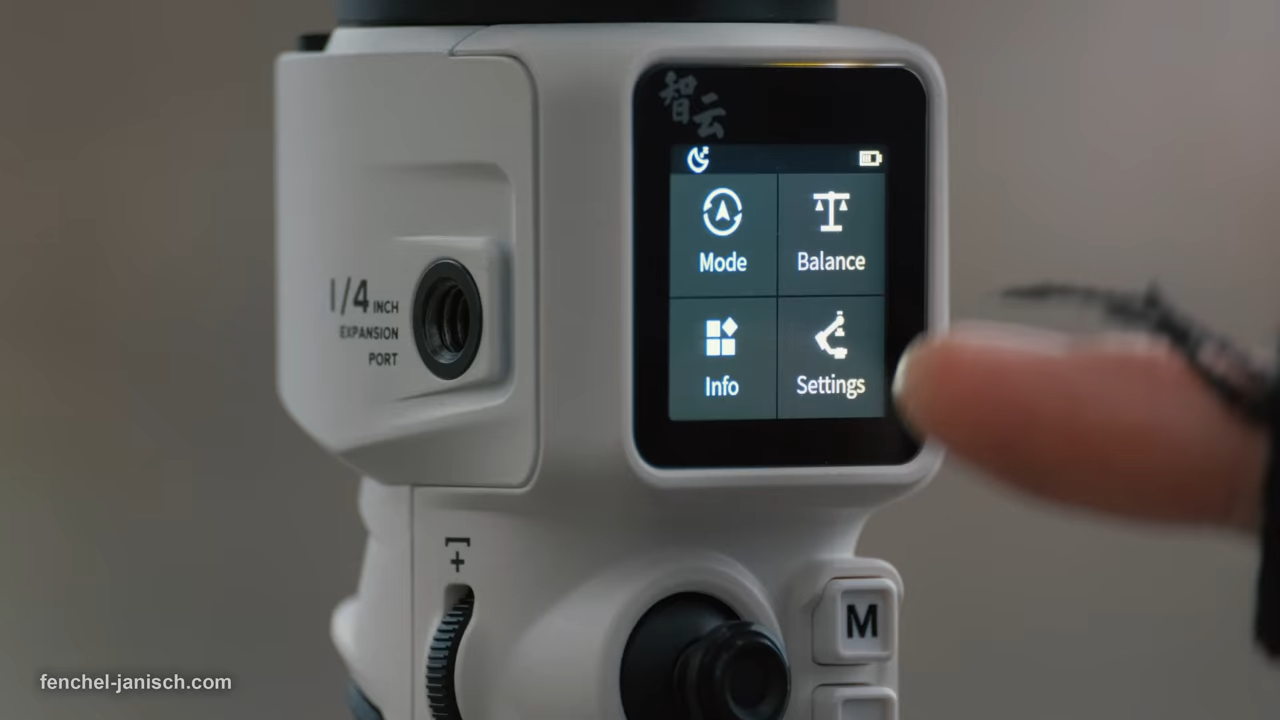 智云
Mode
Balance
Info
Settings
1/4 INCH
EXPANSION
PORT
M
fenchel-janisch.com